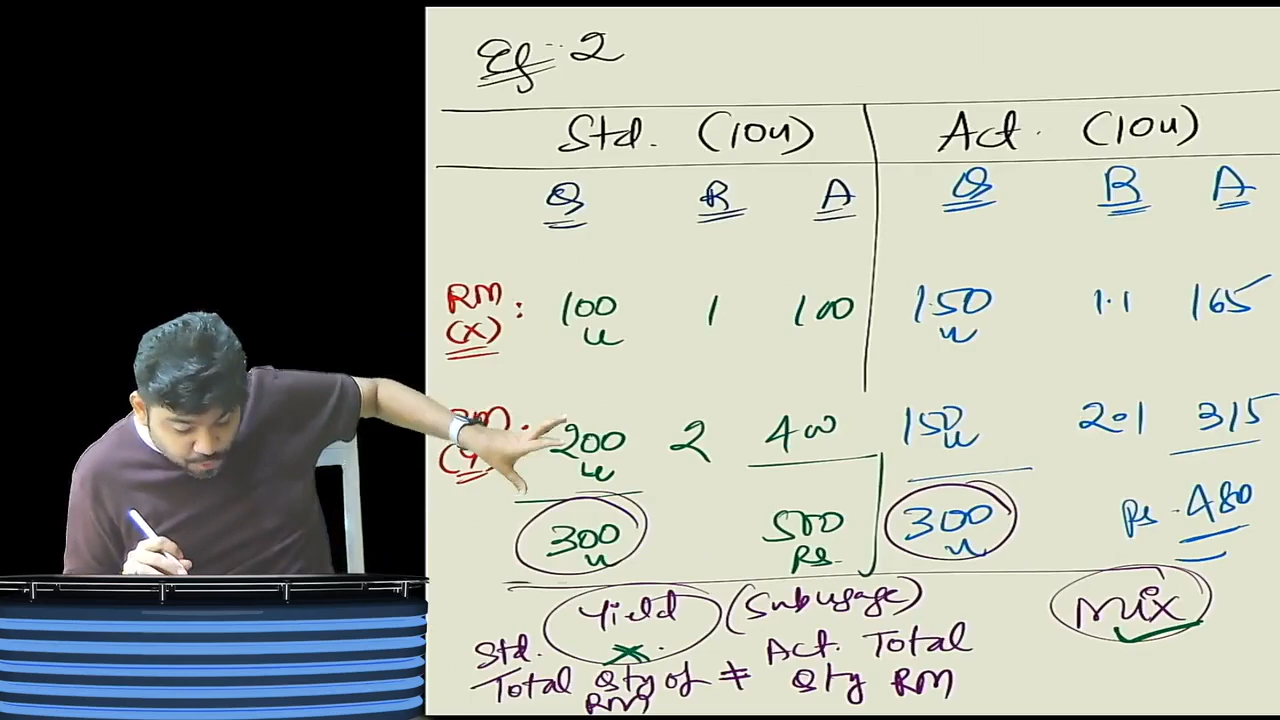 Eg: 2
Std. (10u) Act. (10u)
Q R A Q R A
RM (X): 100 u 1 100 150 u 1.1 165
RM (Y): 200 u 2 400 150 u 2.1 315
300 u 500 Rs. 300 u Rs. 480
Yield (Subusage) Mix
Std. Total Qty of RM ≠ Act. Total Qty RM